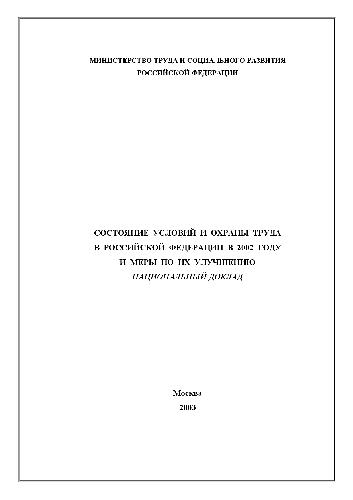 МИНИСТЕРСТВО ТРУДА И СОЦИАЛЬНОГО РАЗВИТИЯ
РОССИЙСКОЙ ФЕДЕРАЦИИ
СОСТОЯНИЕ УСЛОВИЙ И ОХРАНЫ ТРУДА
В РОССИЙСКОЙ ФЕДЕРАЦИИ В 2002 ГОДУ
И МЕРЫ ПО ИХ УЛУЧШЕНИЮ
НАЦИОНАЛЬНЫЙ ДОКЛАД
Москва
2003